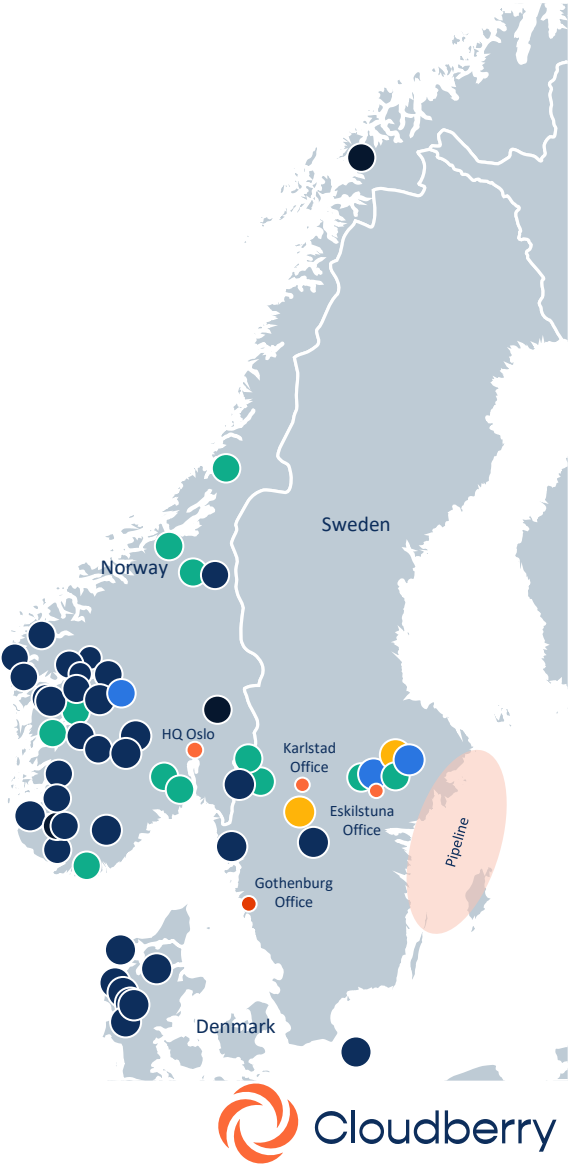 Sweden
Norway
HQ Oslo
Karlstad
Office
Eskilstuna
Office
Pipeline
Gothenburg
Office
Denmark
Cloudberry